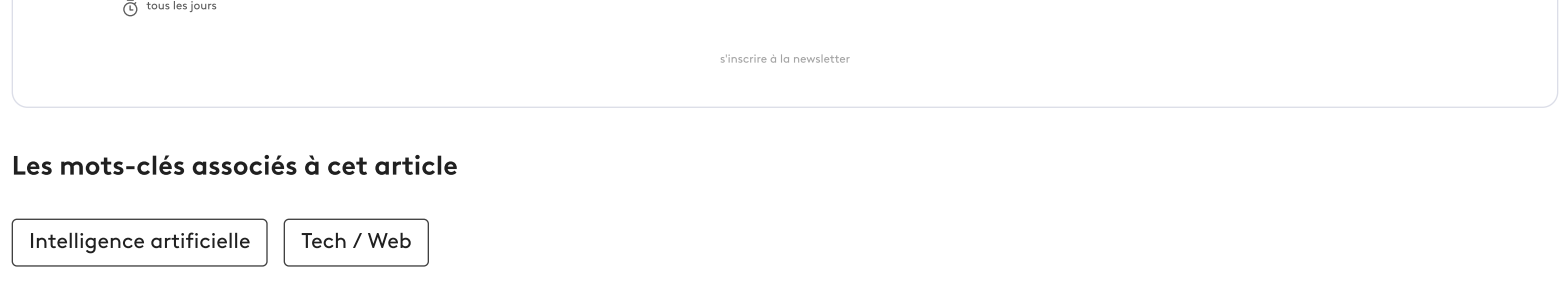 tous les jours
s'inscrire à la newsletter
Les mots-clés associés à cet article
Intelligence artificielle
Tech / Web